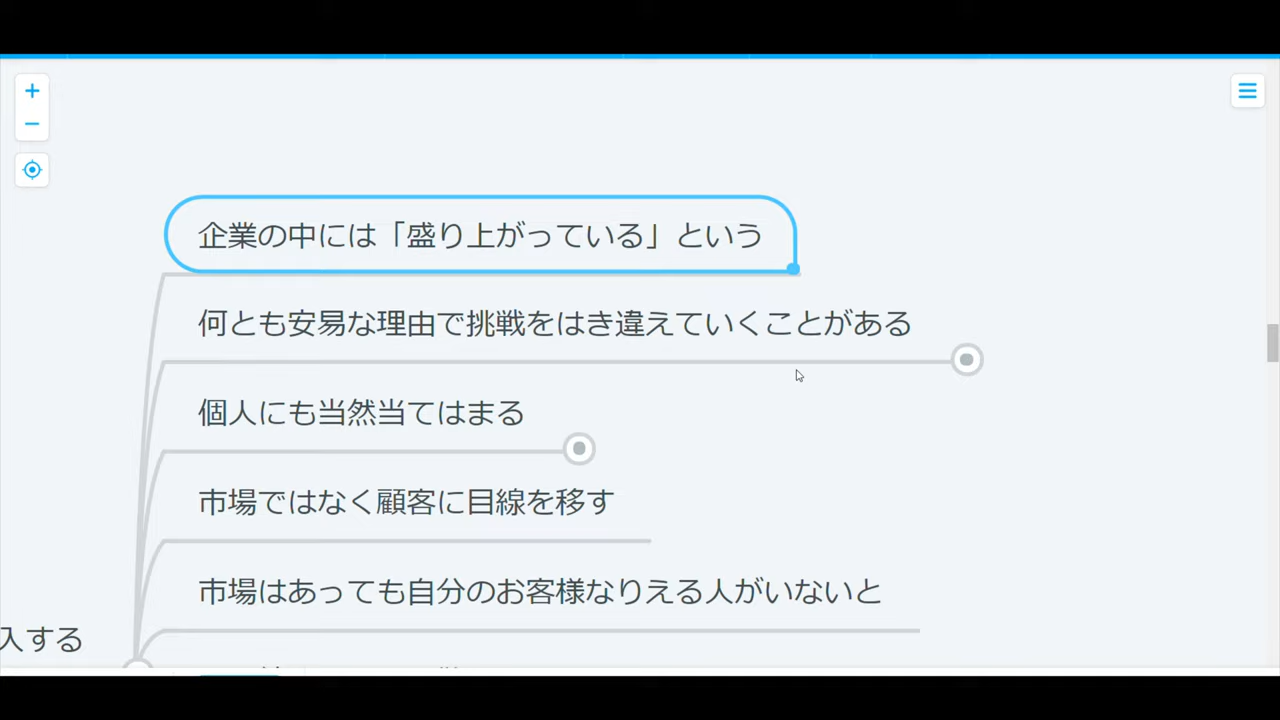 企業の中には「盛り上がっている」という
何とも安易な理由で挑戦をはき違えていくことがある
個人にも当然当てはまる
市場ではなく顧客に目線を移す
市場はあっても自分のお客様なりえる人がいないと
入する